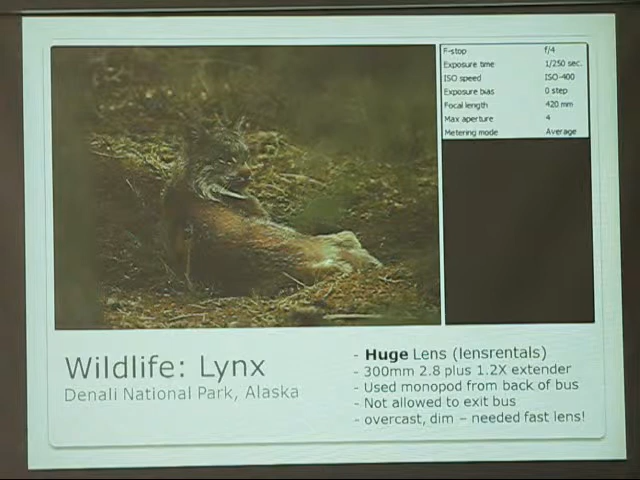 F-stop f/4
Exposure time 1/250 sec.
ISO speed ISO-400
Exposure bias 0 step
Focal length 420 mm
Max aperture 4
Metering mode Average
Wildlife: Lynx
Denali National Park, Alaska
- Huge Lens (lensrentals)
- 300mm 2.8 plus 1.2X extender
- Used monopod from back of bus
- Not allowed to exit bus
- overcast, dim – needed fast lens!